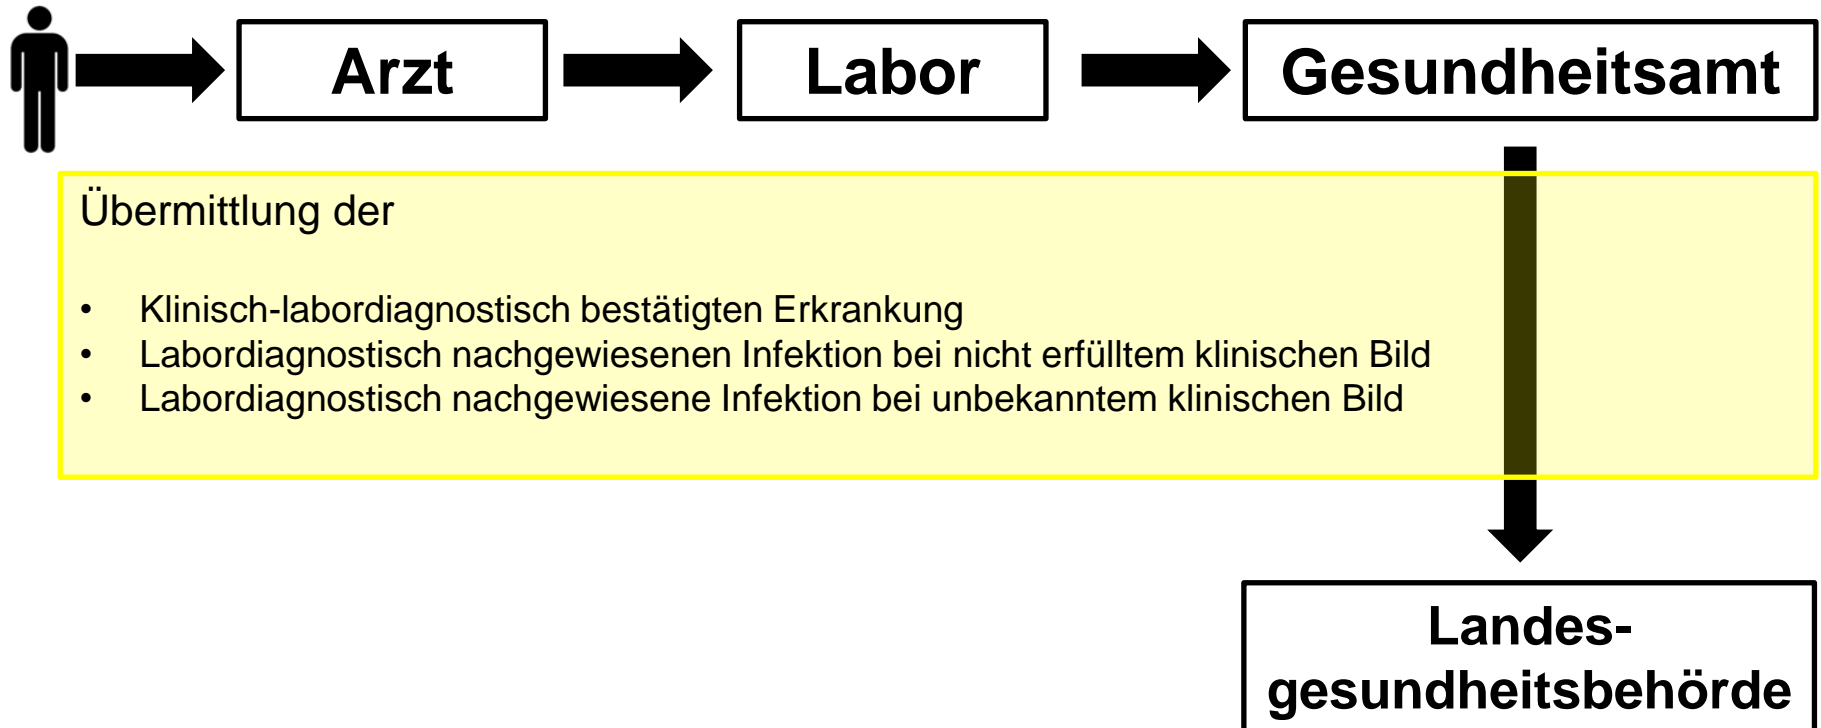 Arzt
Labor
Gesundheitsamt
Übermittlung der
• Klinisch-labordiagnostisch bestätigten Erkrankung
• Labordiagnostisch nachgewiesenen Infektion bei nicht erfülltem klinischen Bild
• Labordiagnostisch nachgewiesene Infektion bei unbekanntem klinischen Bild
Landes-
gesundheitsbehörde